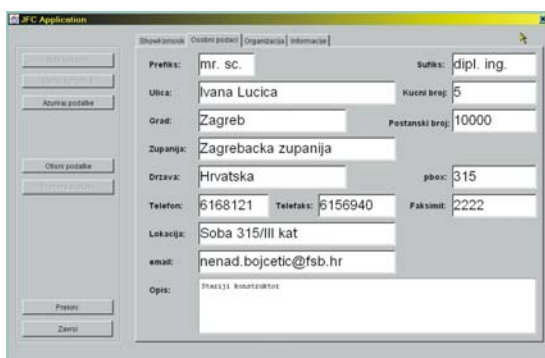 JFC Application
ShowKorisnik Osobni podaci Organizacija Informacije
Prefiks: mr. sc. Sufiks: dipl. ing.
Ulica: Ivana Lucica Kucni broj: 5
Azuriraj podatke
Grad: Zagreb Postanski broj: 10000
Zupanija: Zagrebacka zupanija
Otisni podatke
Drzava: Hrvatska pbox: 315
Telefon: 6168121 Telefaks: 6156940 Faksimil: 2222
Lokacija: Soba 315/III kat
email: nenad.bojcetic@fsb.hr
Opis: Stariji konstruktor
Prekini
Zavrsi